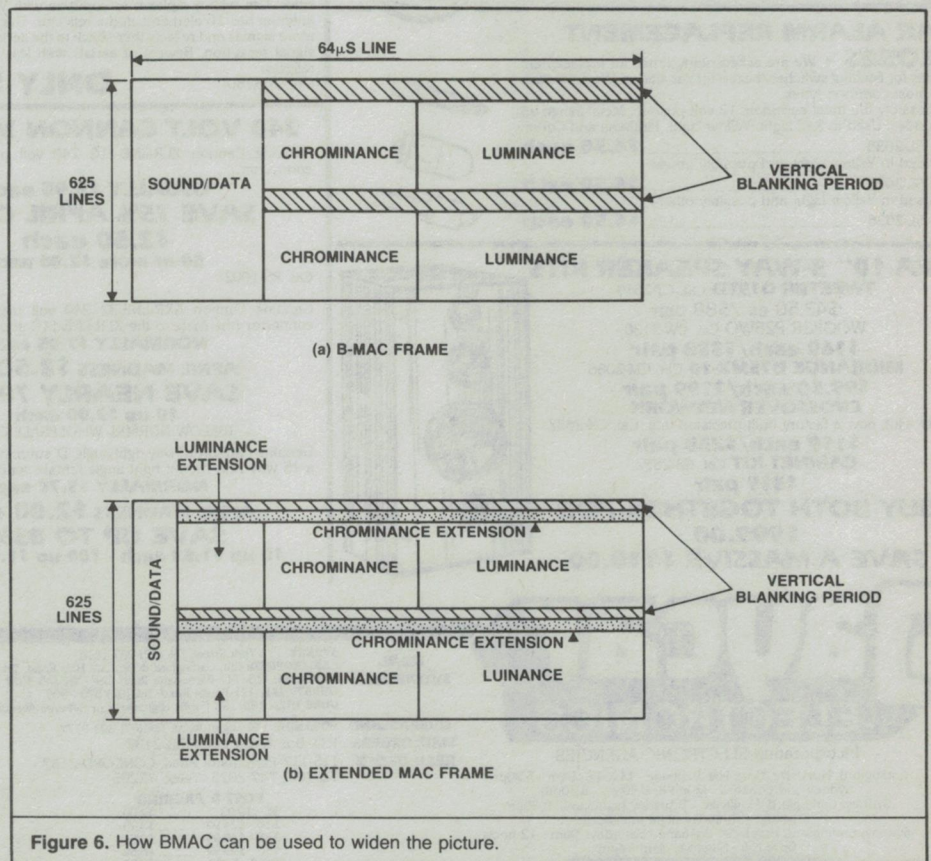 64µS LINE
625
LINES
SOUND/DATA
CHROMINANCE
LUMINANCE
CHROMINANCE
LUMINANCE
VERTICAL
BLANKING PERIOD
(a) B-MAC FRAME
LUMINANCE
EXTENSION
625
LINES
SOUND/DATA
CHROMINANCE EXTENSION
CHROMINANCE
LUMINANCE
CHROMINANCE EXTENSION
CHROMINANCE
LUINANCE
VERTICAL
BLANKING PERIOD
LUMINANCE
EXTENSION
(b) EXTENDED MAC FRAME
Figure 6. How BMAC can be used to widen the picture.